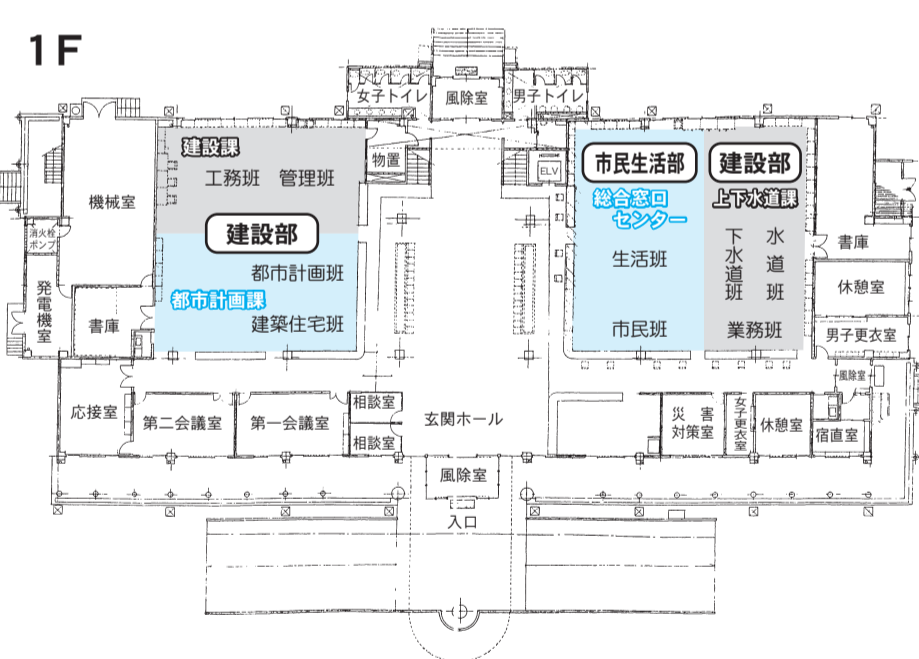 1F
女子トイレ
風除室
男子トイレ
建設課
工務班 管理班
物置
ELV
市民生活部
建設部
総合窓口
センター
上下水道課
機械室
建設部
生活班
下水道班
水道班
書庫
消火栓
ポンプ
都市計画班
都市計画課
建築住宅班
市民班
業務班
休憩室
発電機室
書庫
男子更衣室
風除室
応接室
第二会議室
第一会議室
相談室
相談室
玄関ホール
災害
対策室
女子更衣室
休憩室
宿直室
風除室
入口